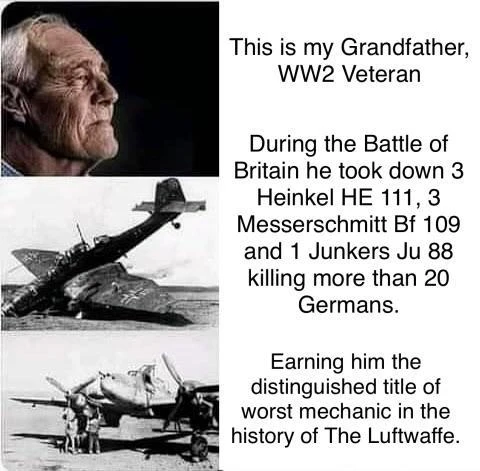 This is my Grandfather,
WW2 Veteran
During the Battle of
Britain he took down 3
Heinkel HE 111, 3
Messerschmitt Bf 109
and 1 Junkers Ju 88
killing more than 20
Germans.
Earning him the
distinguished title of
worst mechanic in the
history of The Luftwaffe.